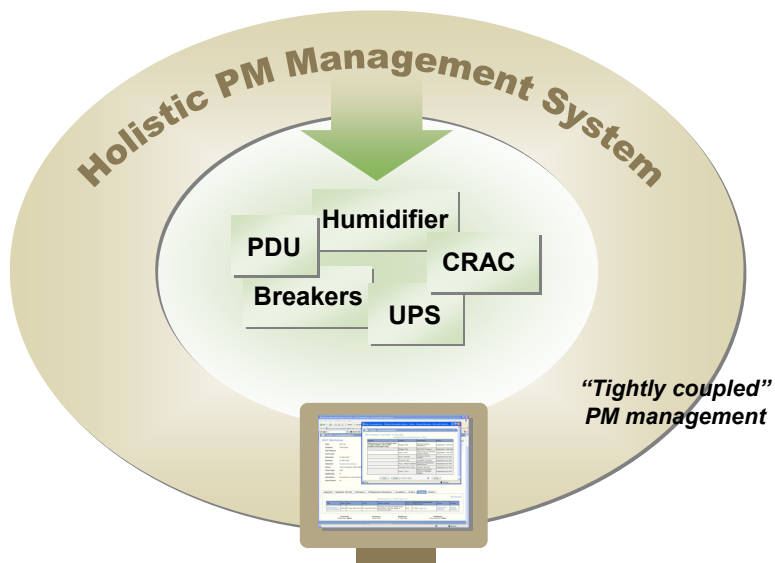 Holistic PM Management System
Humidifier
PDU
CRAC
Breakers
UPS
“Tightly coupled”
PM management